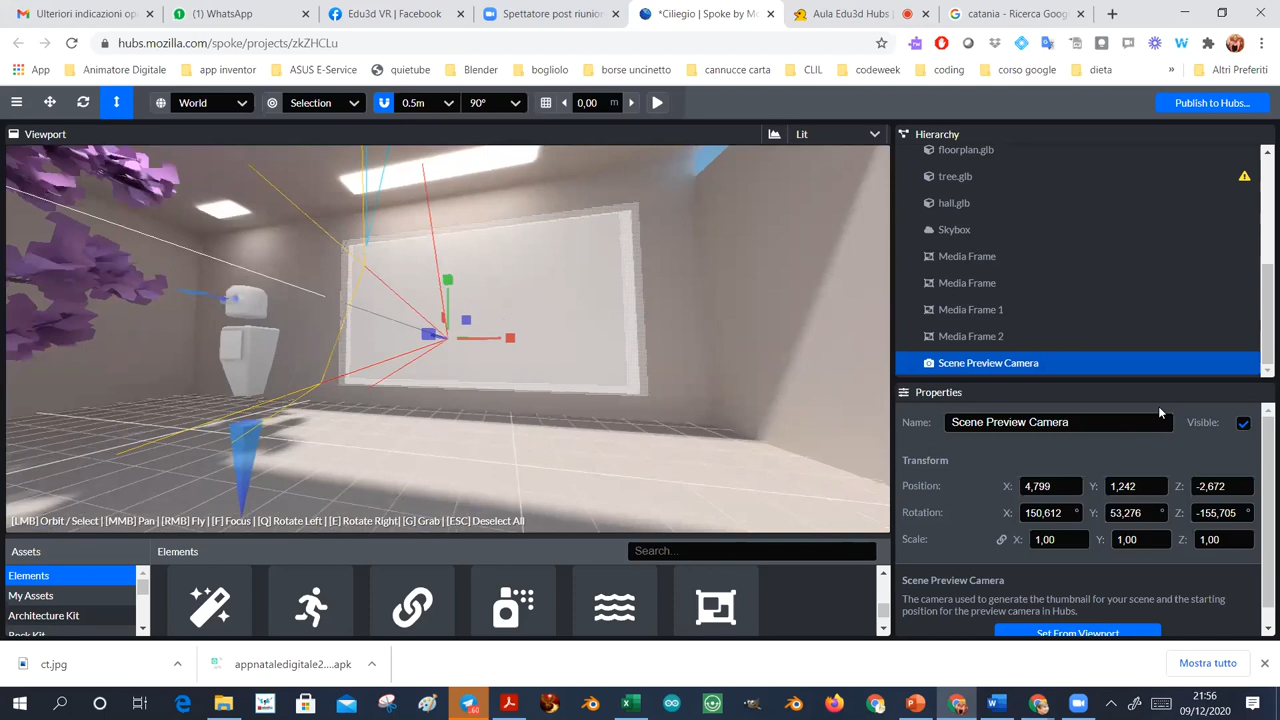 Ulteriori indicazioni op
(1) WhatsApp
Edu3d VR | Facebook
Spettatore post riunion
*Ciliegio | Spoke by Mo
Aula Edu3d Hubs |
catania - Ricerca Googl
hubs.mozilla.com/spoke/projects/zkZHCLu
App
Animatore Digitale
app inventor
ASUS E-Service
quietube
Blender
bogliolo
borse uncinetto
cannucce carta
CLIL
codeweek
coding
corso google
dieta
»
Altri Preferiti
World
Selection
0.5m
90°
0,00 m
Publish to Hubs...
Viewport
Lit
Hierarchy
floorplan.glb
tree.glb
hall.glb
Skybox
Media Frame
Media Frame
Media Frame 1
Media Frame 2
Scene Preview Camera
Properties
Name: Scene Preview Camera Visible:
Transform
Position: X: 4,799 Y: 1,242 Z: -2,672
Rotation: X: 150,612 ° Y: 53,276 ° Z: -155,705 °
Scale: X: 1,00 Y: 1,00 Z: 1,00
Scene Preview Camera
The camera used to generate the thumbnail for your scene and the starting
position for the preview camera in Hubs.
Set From Viewport
[LMB] Orbit / Select | [MMB] Pan | [RMB] Fly | [F] Focus | [Q] Rotate Left | [E] Rotate Right| [G] Grab | [ESC] Deselect All
Assets
Elements
Search...
Elements
My Assets
Architecture Kit
Rock Kit
ct.jpg
appnataledigitale2....apk
Mostra tutto
21:56
09/12/2020